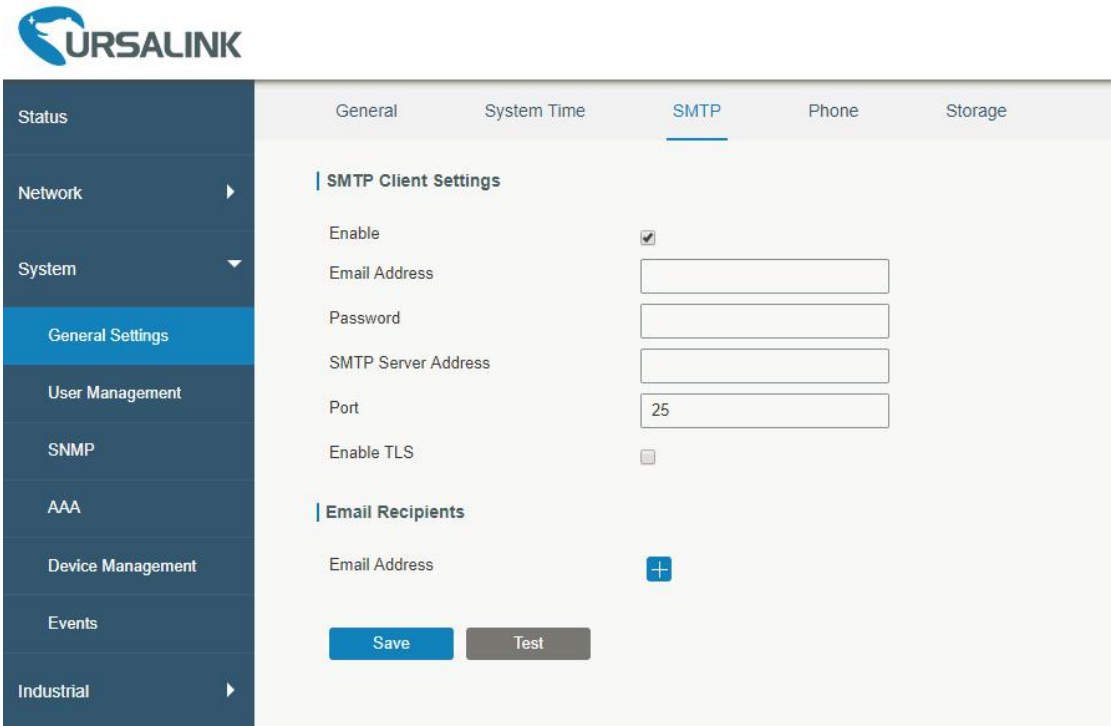 URSALINK
Status
Network
System
General Settings
User Management
SNMP
AAA
Device Management
Events
Industrial
General System Time SMTP Phone Storage
SMTP Client Settings
Enable
Email Address
Password
SMTP Server Address
Port 25
Enable TLS
Email Recipients
Email Address
Save Test